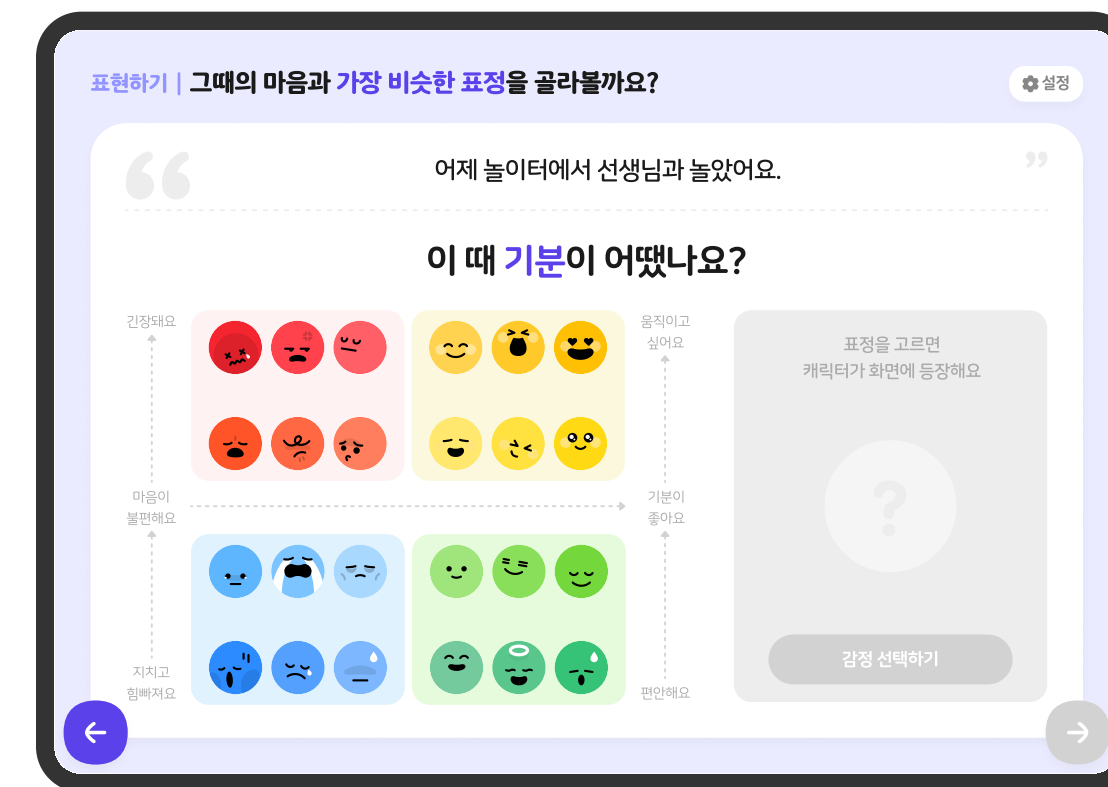 표현하기 | 그때의 마음과 가장 비슷한 표정을 골라볼까요?
설정
“
어제 놀이터에서 선생님과 놀았어요.
”
이 때 기분이 어땠나요?
긴장돼요
움직이고
싶어요
표정을 고르면
캐릭터가 화면에 등장해요
?
마음이
불편해요
기분이
좋아요
지치고
힘빠져요
편안해요
감정 선택하기